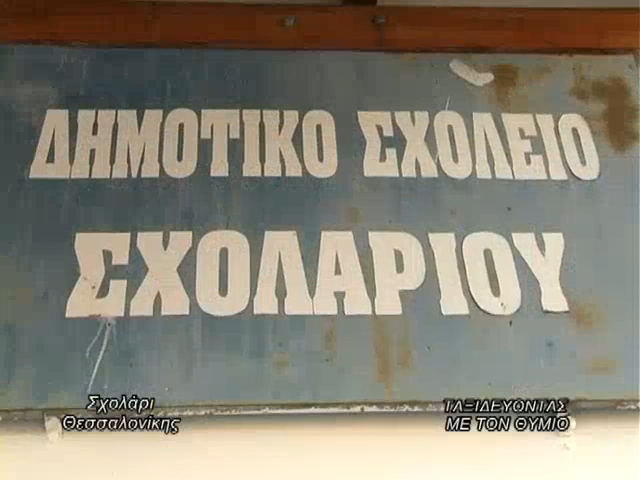 ΔΗΜΟΤΙΚΟ ΣΧΟΛΕΙΟ
ΣΧΟΛΑΡΙΟΥ
Σχολάρι
Θεσσαλονίκης
ΤΑΞΙΔΕΥΟΝΤΑΣ
ΜΕ ΤΟΝ ΘΥΜΙΟ